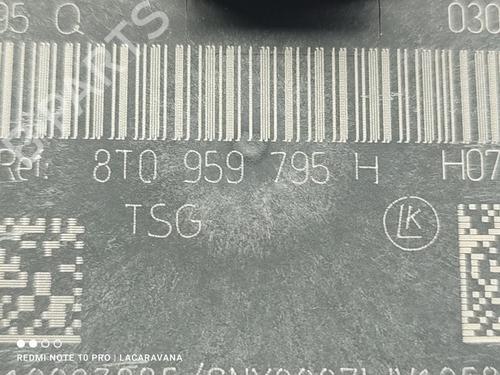 95 Q 030
Ref: 8T0 959 795 H H07
TSG LK
REDMI NOTE 10 PRO | LACARAVANA